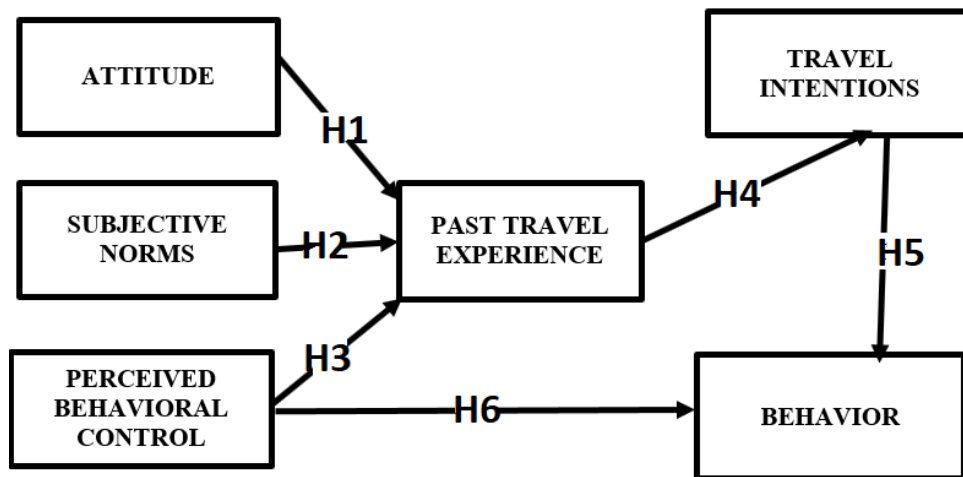 ATTITUDE
TRAVEL
INTENTIONS
H1
SUBJECTIVE
NORMS
H2
PAST TRAVEL
EXPERIENCE
H4
H5
H3
PERCEIVED
BEHAVIORAL
CONTROL
H6
BEHAVIOR